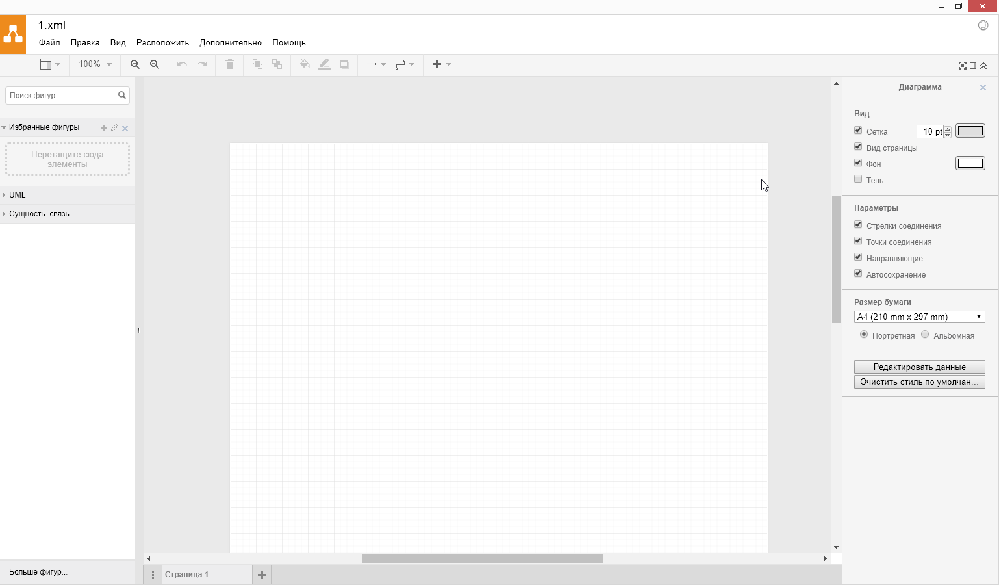 1.xml
Файл Правка Вид Расположить Дополнительно Помощь
100%
Поиск фигур
Избранные фигуры
Перетащите сюда
элементы
UML
Сущность–связь
Больше фигур...
Страница 1
Диаграмма
Вид
Сетка 10 pt
Вид страницы
Фон
Тень
Параметры
Стрелки соединения
Точки соединения
Направляющие
Автосохранение
Размер бумаги
A4 (210 mm x 297 mm)
Портретная Альбомная
Редактировать данные
Очистить стиль по умолчан...